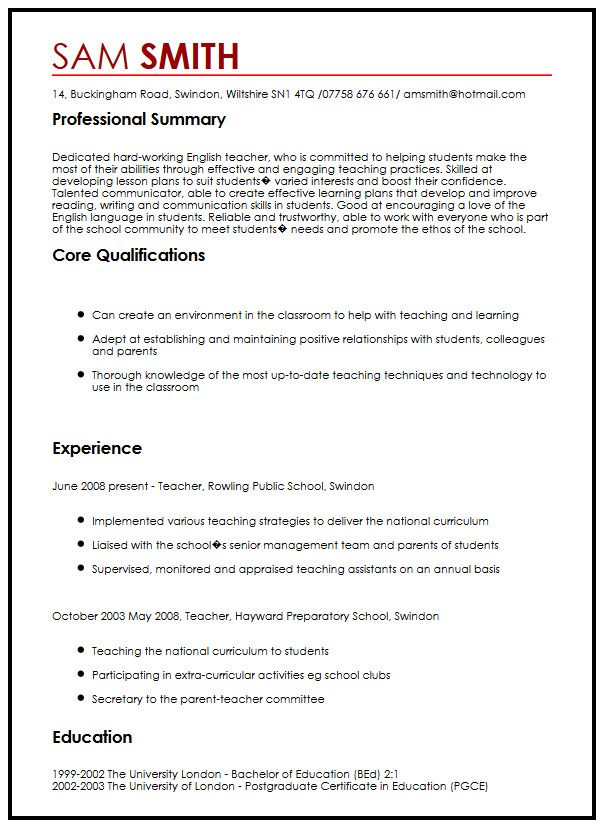 SAM SMITH
14, Buckingham Road, Swindon, Wiltshire SN1 4TQ /07758 676 661/ amsmith@hotmail.com
Professional Summary
Dedicated hard-working English teacher, who is committed to helping students make the
most of their abilities through effective and engaging teaching practices. Skilled at
developing lesson plans to suit students� varied interests and boost their confidence.
Talented communicator, able to create effective learning plans that develop and improve
reading, writing and communication skills in students. Good at encouraging a love of the
English language in students. Reliable and trustworthy, able to work with everyone who is part
of the school community to meet students� needs and promote the ethos of the school.
Core Qualifications
● Can create an environment in the classroom to help with teaching and learning
● Adept at establishing and maintaining positive relationships with students, colleagues
and parents
● Thorough knowledge of the most up-to-date teaching techniques and technology to
use in the classroom
Experience
June 2008 present - Teacher, Rowling Public School, Swindon
● Implemented various teaching strategies to deliver the national curriculum
● Liaised with the school�s senior management team and parents of students
● Supervised, monitored and appraised teaching assistants on an annual basis
October 2003 May 2008, Teacher, Hayward Preparatory School, Swindon
● Teaching the national curriculum to students
● Participating in extra-curricular activities eg school clubs
● Secretary to the parent-teacher committee
Education
1999-2002 The University London - Bachelor of Education (BEd) 2:1
2002-2003 The University of London - Postgraduate Certificate in Education (PGCE)